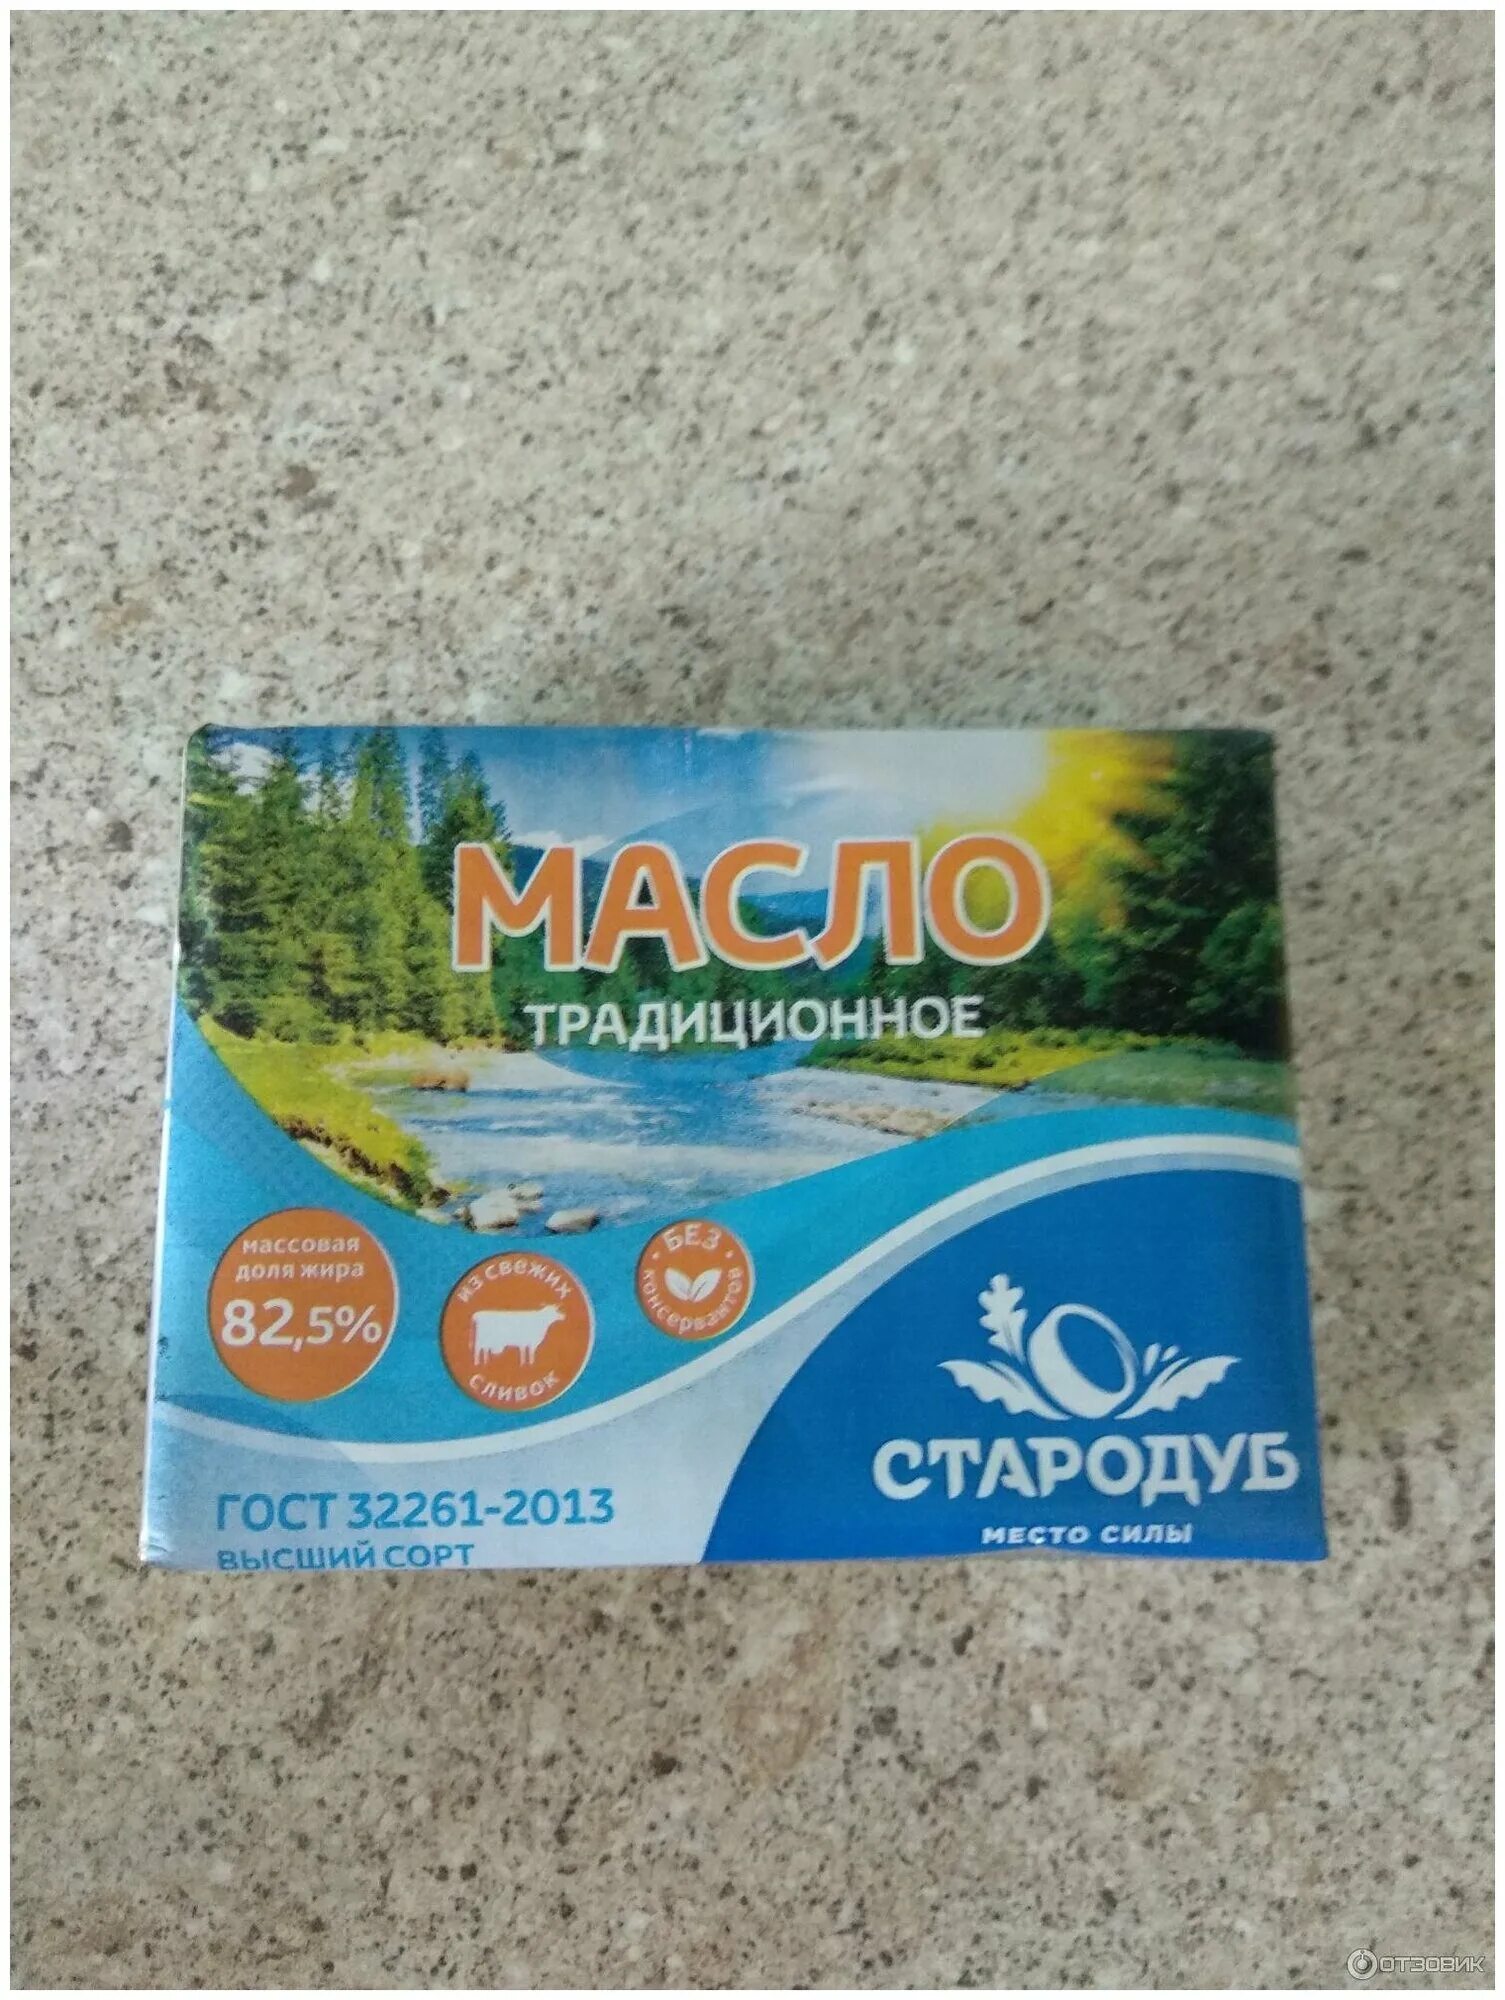 МАСЛО
ТРАДИЦИОННОЕ
массовая
доля жира
82,5%
из свежих
сливок
БЕЗ
консервантов
СТАРОДУБ
МЕСТО СИЛЫ
ГОСТ 32261-2013
ВЫСШИЙ СОРТ
ОТЗОВИК